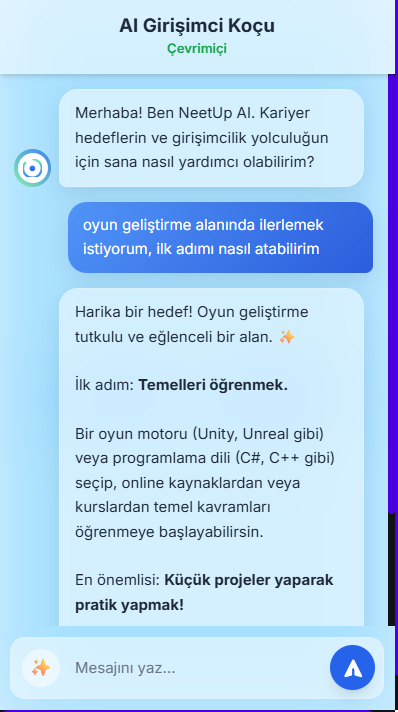 AI Girişimci Koçu
Çevrimiçi
Merhaba! Ben NeetUp AI. Kariyer
hedeflerin ve girişimcilik yolculuğun
için sana nasıl yardımcı olabilirim?
oyun geliştirme alanında ilerlemek
istiyorum, ilk adımı nasıl atabilirim
Harika bir hedef! Oyun geliştirme
tutkulu ve eğlenceli bir alan. ✨
İlk adım: Temelleri öğrenmek.
Bir oyun motoru (Unity, Unreal gibi)
veya programlama dili (C#, C++ gibi)
seçip, online kaynaklardan veya
kurslardan temel kavramları
öğrenmeye başlayabilirsin.
En önemlisi: Küçük projeler yaparak
pratik yapmak!
Mesajını yaz...